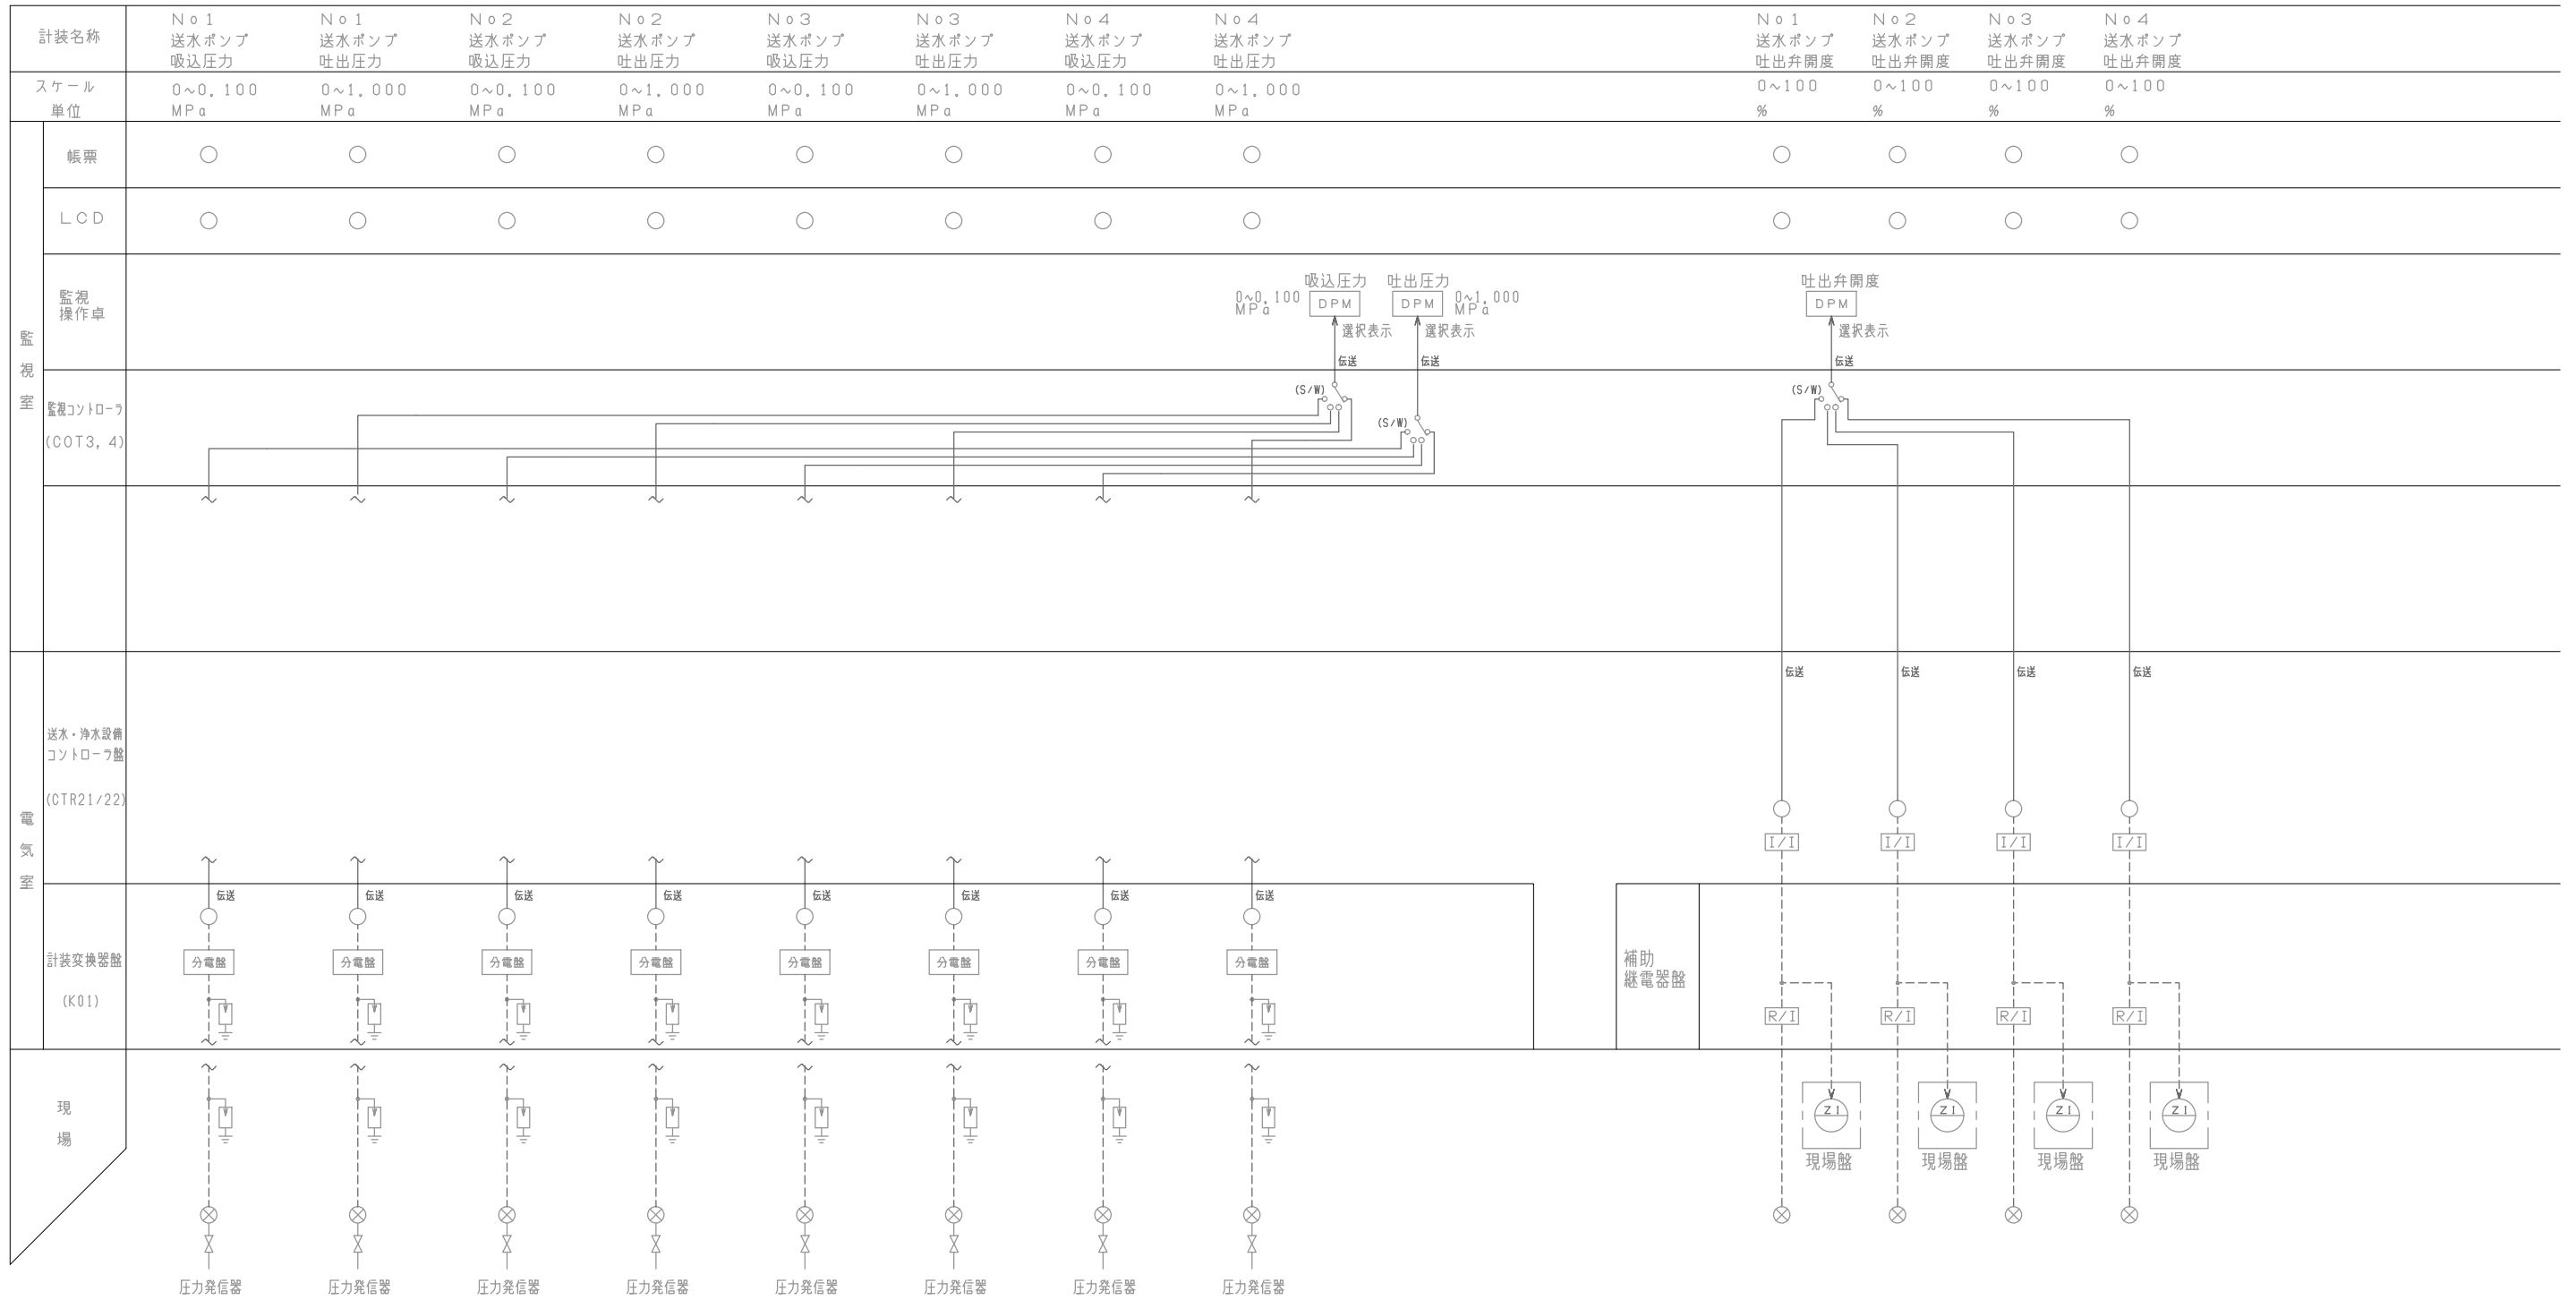 計装名称
No1 No1 No2 No2 No3 No3 No4 No4 No1 No2 No3 No4
送水ポンプ 送水ポンプ 送水ポンプ 送水ポンプ 送水ポンプ 送水ポンプ 送水ポンプ 送水ポンプ 送水ポンプ 送水ポンプ 送水ポンプ 送水ポンプ
吸込圧力 吐出圧力 吸込圧力 吐出圧力 吸込圧力 吐出圧力 吸込圧力 吐出圧力 吐出弁開度 吐出弁開度 吐出弁開度 吐出弁開度
スケール
単位
0~0.100 0~1.000 0~0.100 0~1.000 0~0.100 0~1.000 0~0.100 0~1.000 0~100 0~100 0~100 0~100
MPa MPa MPa MPa MPa MPa MPa MPa % % % %
監視室
帳票
LCD
監視
操作卓
吸込圧力 吐出圧力 吐出弁開度
0~0.100
MPa
DPM DPM
0~1.000
MPa
DPM
選択表示 選択表示 選択表示
伝送 伝送 伝送
監視コントローラ
(COT3,4)
(S/W) (S/W)
(S/W)
電気室
伝送 伝送 伝送 伝送
送水・浄水設備
コントローラ盤
(CTR21/22)
I/I I/I I/I I/I
伝送 伝送 伝送 伝送 伝送 伝送 伝送 伝送
計装変換器盤
(K01)
分電盤 分電盤 分電盤 分電盤 分電盤 分電盤 分電盤 分電盤
補助
継電器盤
R/I R/I R/I R/I
現
場
ZI ZI ZI ZI
現場盤 現場盤 現場盤 現場盤
圧力発信器 圧力発信器 圧力発信器 圧力発信器 圧力発信器 圧力発信器 圧力発信器 圧力発信器